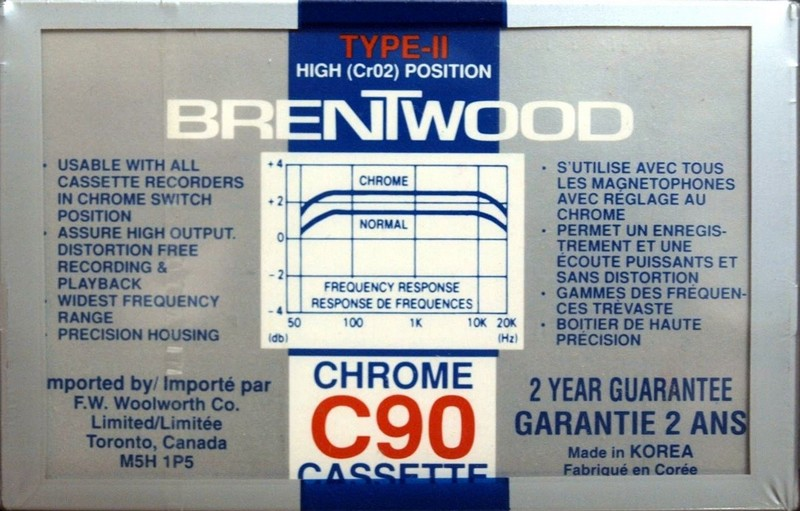 TYPE-II
HIGH (Cr02) POSITION
BRENTWOOD
• USABLE WITH ALL
CASSETTE RECORDERS
IN CHROME SWITCH
POSITION
• ASSURE HIGH OUTPUT.
DISTORTION FREE
RECORDING &
PLAYBACK
• WIDEST FREQUENCY
RANGE
• PRECISION HOUSING
+4
+2
0
-2
-4
CHROME
NORMAL
FREQUENCY RESPONSE
RESPONSE DE FREQUENCES
50 100 1K 10K 20K
(db) (Hz)
• S'UTILISE AVEC TOUS
LES MAGNETOPHONES
AVEC RÉGLAGE AU
CHROME
• PERMET UN ENREGIS-
TREMENT ET UNE
ÉCOUTE PUISSANTS ET
SANS DISTORTION
• GAMMES DES FRÉQUEN-
CES TRÉVASTE
• BOITIER DE HAUTE
PRÉCISION
mported by/ Importé par
F.W. Woolworth Co.
Limited/Limitée
Toronto, Canada
M5H 1P5
CHROME
C90
CASSETTE
2 YEAR GUARANTEE
GARANTIE 2 ANS
Made in KOREA
Fabriqué en Corée